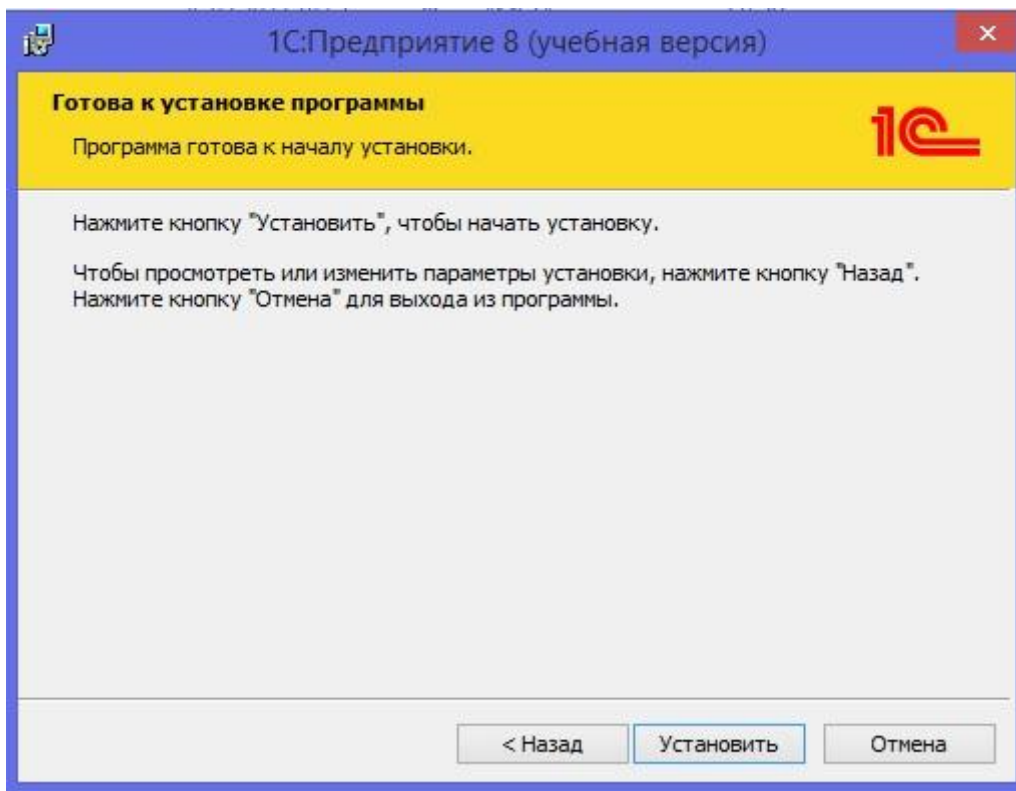 1С:Предприятие 8 (учебная версия)
Готова к установке программы
Программа готова к началу установки.
1С
Нажмите кнопку "Установить", чтобы начать установку.
Чтобы просмотреть или изменить параметры установки, нажмите кнопку "Назад".
Нажмите кнопку "Отмена" для выхода из программы.
< Назад
Установить
Отмена